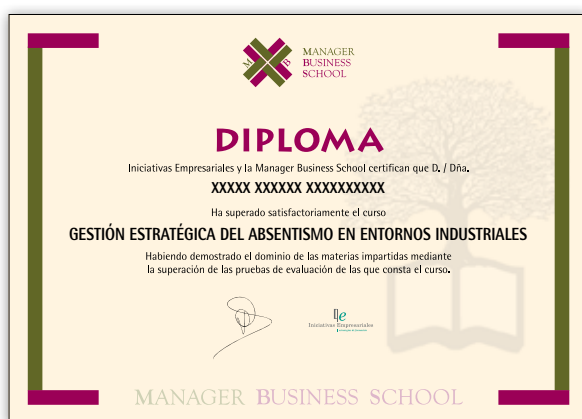 M B
MANAGER
BUSINESS
SCHOOL
DIPLOMA
Iniciativas Empresariales y la Manager Business School certifican que D. / Dña.
XXXXX XXXXXX XXXXXXXXXX
Ha superado satisfactoriamente el curso
GESTIÓN ESTRATÉGICA DEL ABSENTISMO EN ENTORNOS INDUSTRIALES
Habiendo demostrado el dominio de las materias impartidas mediante
la superación de las pruebas de evaluación de las que consta el curso.
Ie
Iniciativas Empresariales
MANAGER BUSINESS SCHOOL